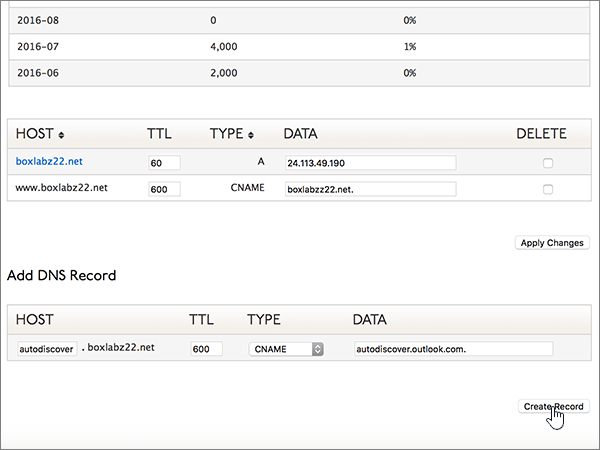 2016-08 0 0%
2016-07 4,000 1%
2016-06 2,000 0%
HOST TTL TYPE DATA DELETE
boxlabz22.net 60 A 24.113.49.190
www.boxlabz22.net 600 CNAME boxlabzz22.net.
Apply Changes
Add DNS Record
HOST TTL TYPE DATA
autodiscover . boxlabz22.net 600 CNAME autodiscover.outlook.com.
Create Record